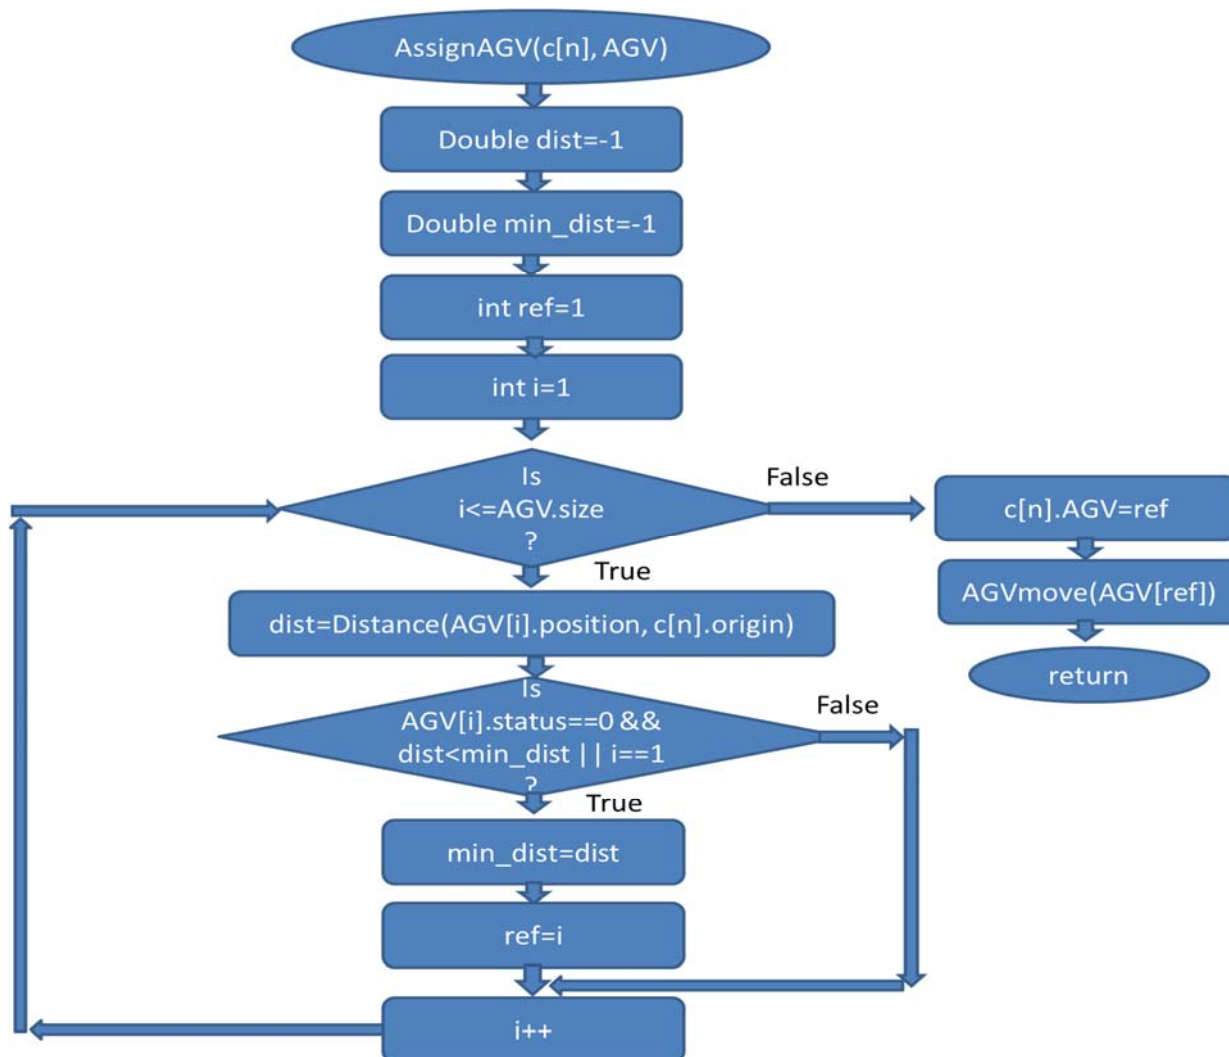 AssignAGV(c[n], AGV)
Double dist=-1
Double min_dist=-1
int ref=1
int i=1
Is
i<=AGV.size
?
False
c[n].AGV=ref
AGVmove(AGV[ref])
return
True
dist=Distance(AGV[i].position, c[n].origin)
Is
AGV[i].status==0 &&
dist<min_dist || i==1
?
False
True
min_dist=dist
ref=i
i++